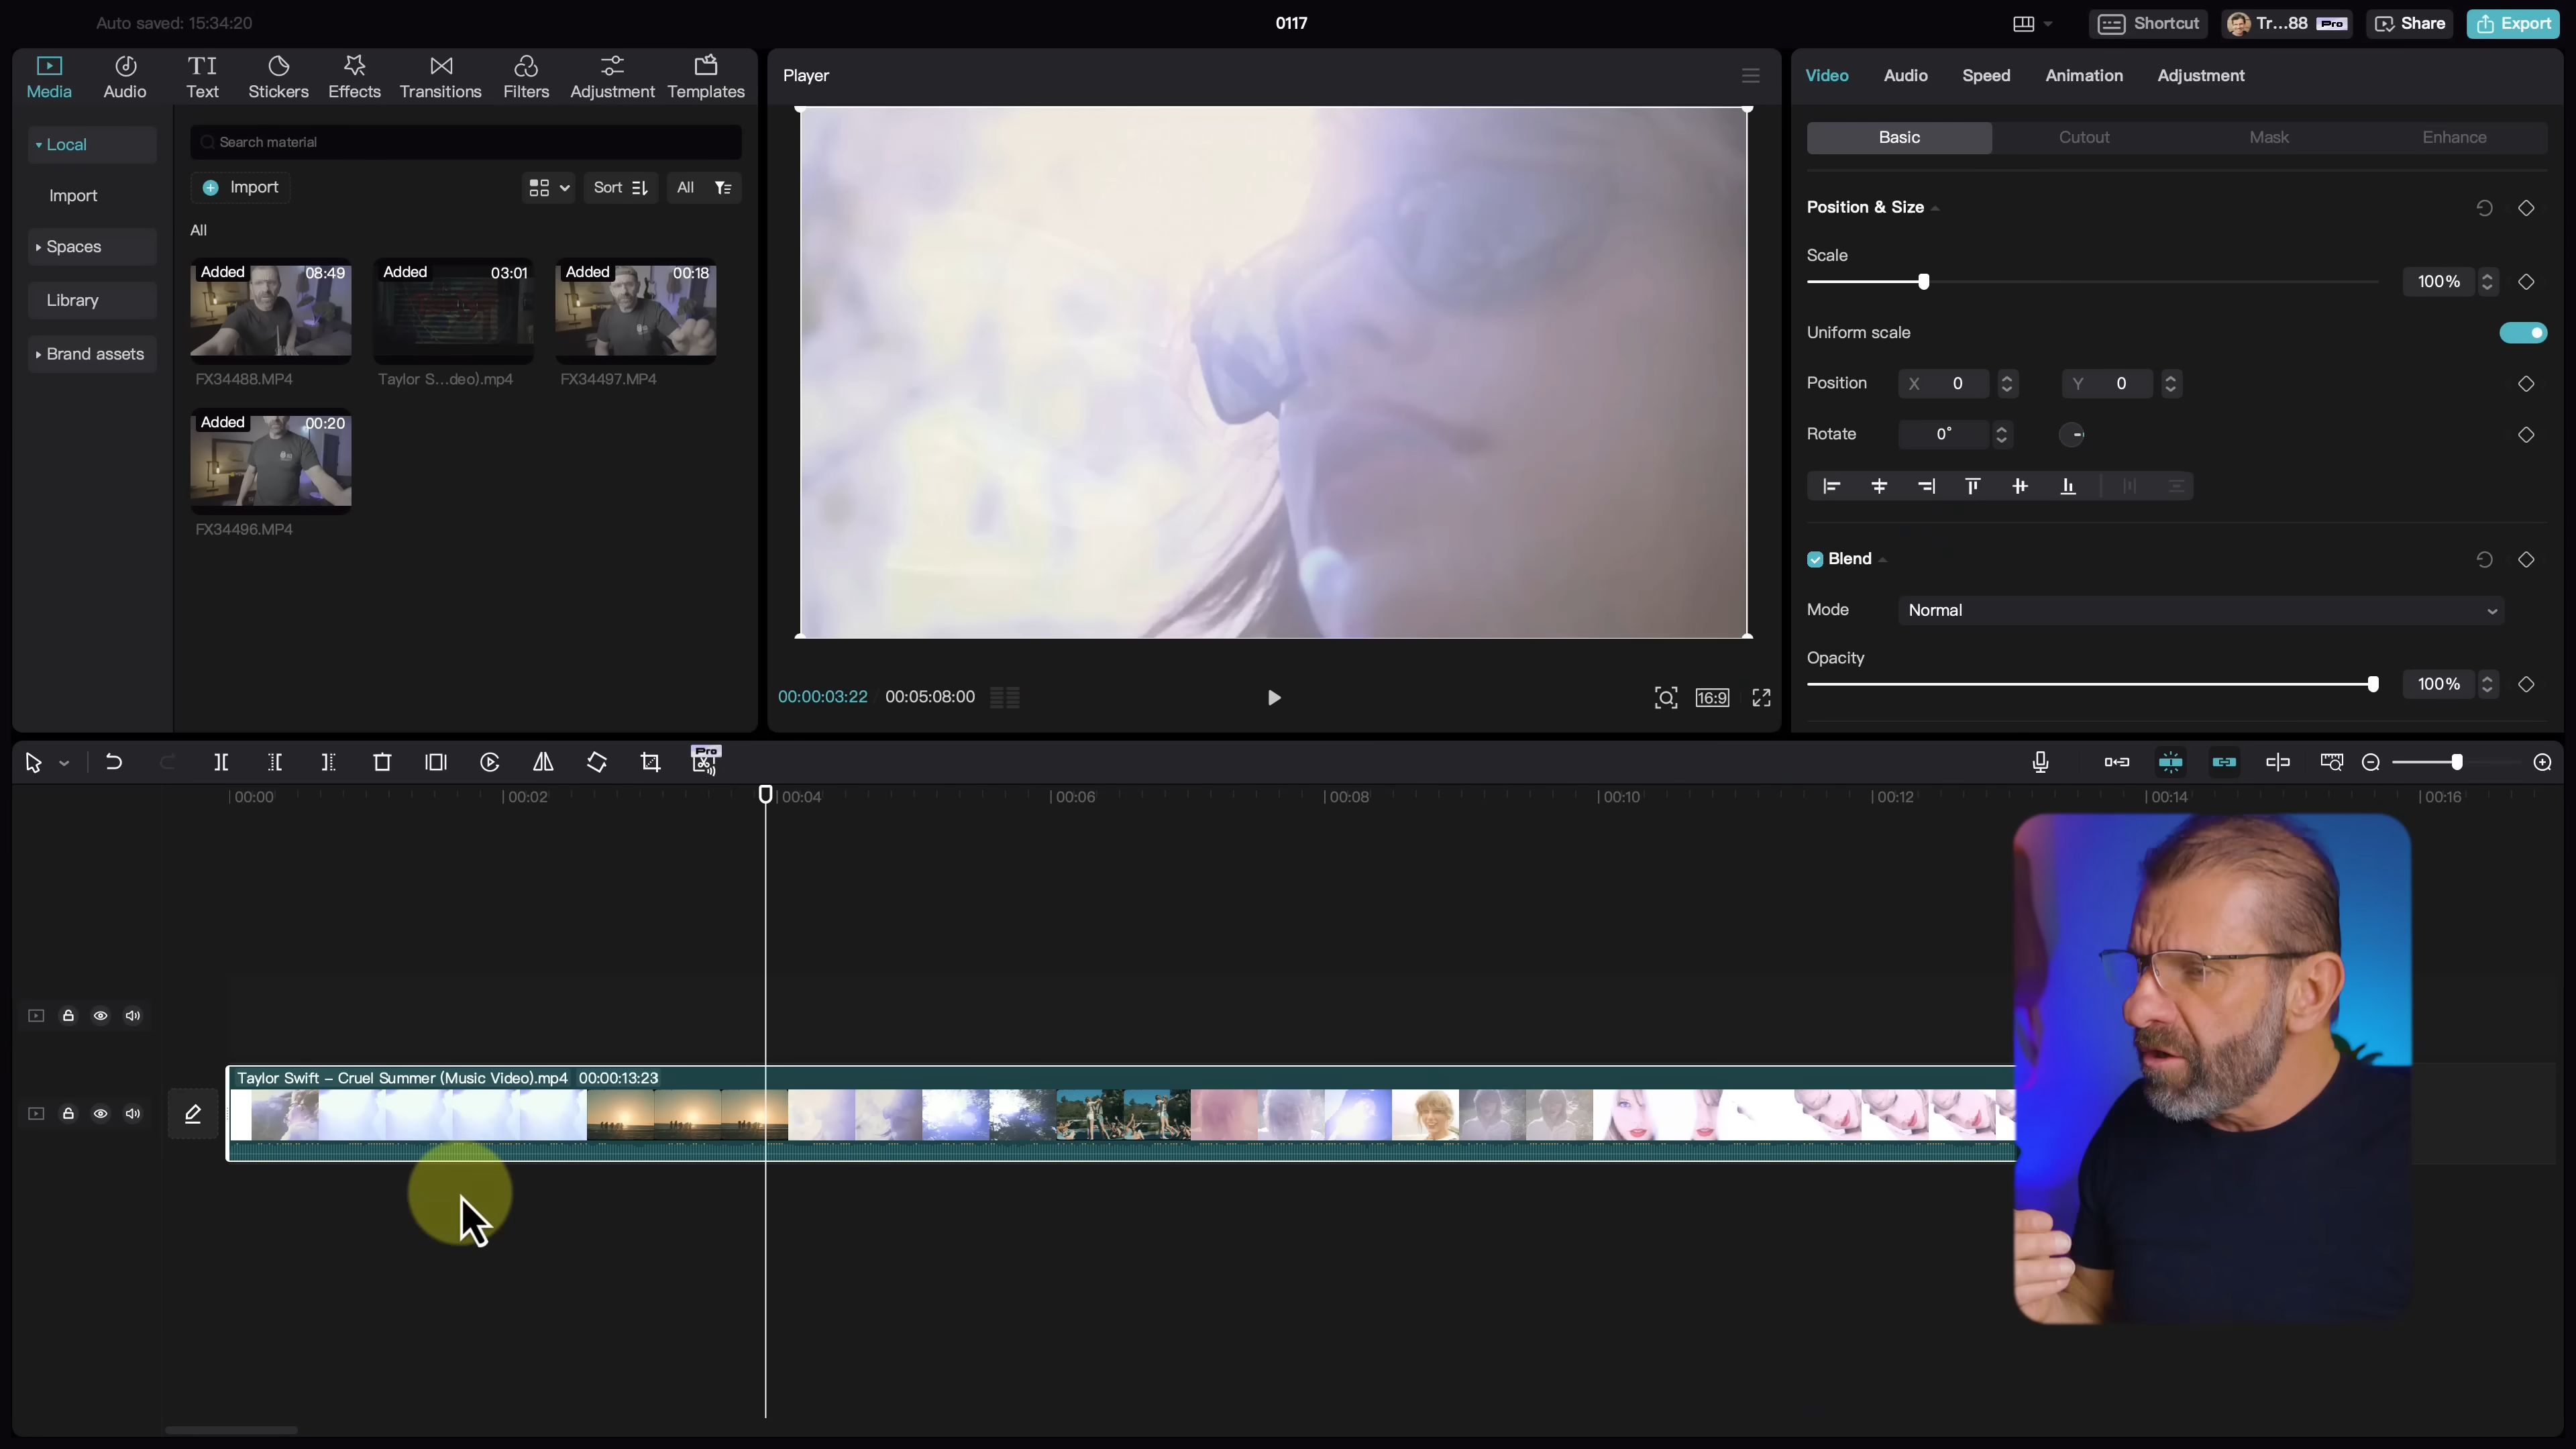 Auto saved: 15:34:20
0117
Shortcut
Tr...88 Pro
Share
Export
Media
Audio
TI
Text
Stickers
Effects
Transitions
Filters
Adjustment
Templates
Local
Import
Spaces
Library
Brand assets
Search material
Import
Sort
All
All
Added 08:49
FX34488.MP4
Added 03:01
Taylor S...deo).mp4
Added 00:18
FX34497.MP4
Added 00:20
FX34496.MP4
Player
00:00:03:22
00:05:08:00
16:9
Video
Audio
Speed
Animation
Adjustment
Basic
Cutout
Mask
Enhance
Position & Size
Scale
100%
Uniform scale
Position X 0 Y 0
Rotate 0°
Blend
Mode Normal
Opacity
100%
Pro
00:00
00:02
00:04
00:06
00:08
00:10
00:12
00:14
00:16
Taylor Swift – Cruel Summer (Music Video).mp4 00:00:13:23